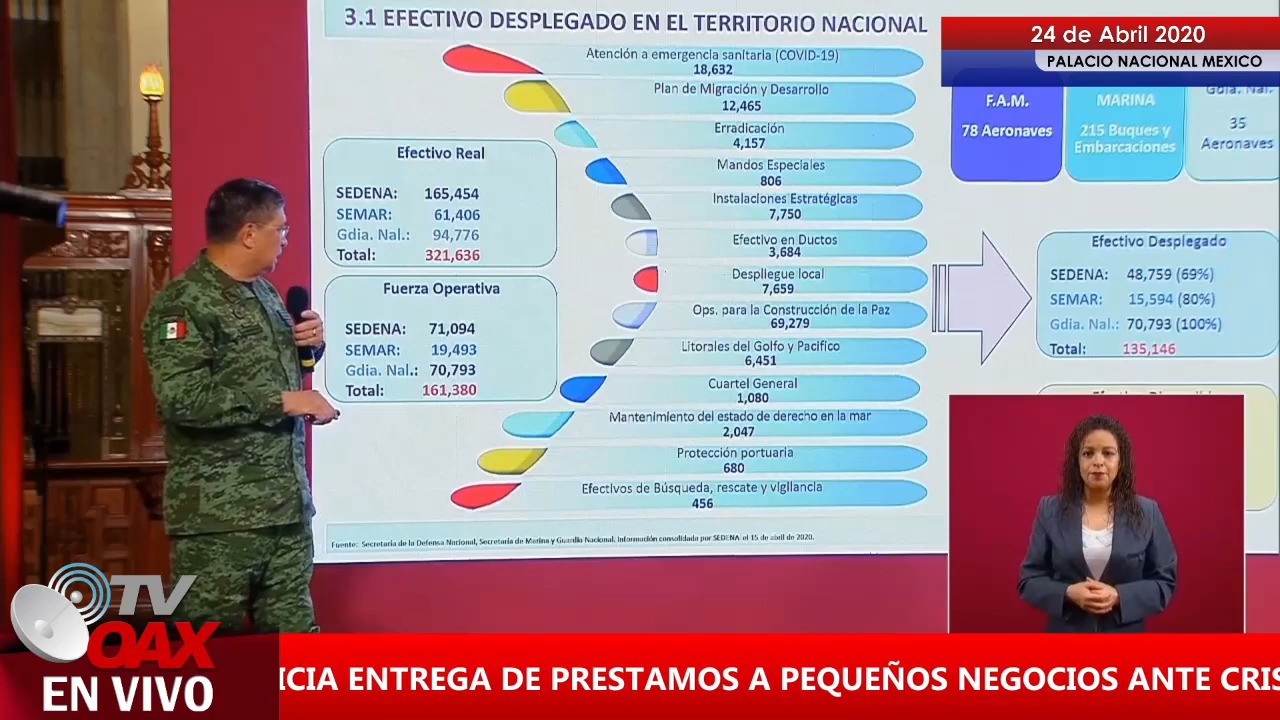 3.1 EFECTIVO DESPLEGADO EN EL TERRITORIO NACIONAL
24 de Abril 2020
PALACIO NACIONAL MEXICO
Atención a emergencia sanitaria (COVID-19)
18,632
Plan de Migración y Desarrollo
12,465
Erradicación
4,157
Mandos Especiales
806
Instalaciones Estratégicas
7,750
Efectivo en Ductos
3,684
Despliegue local
7,659
Ops. para la Construcción de la Paz
69,279
Litorales del Golfo y Pacifico
6,451
Cuartel General
1,080
Mantenimiento del estado de derecho en la mar
2,047
Protección portuaria
680
Efectivos de Búsqueda, rescate y vigilancia
456
Efectivo Real
SEDENA: 165,454
SEMAR: 61,406
Gdia. Nal.: 94,776
Total: 321,636
Fuerza Operativa
SEDENA: 71,094
SEMAR: 19,493
Gdia. Nal.: 70,793
Total: 161,380
F.A.M.
78 Aeronaves
MARINA
215 Buques y
Embarcaciones
Gdia. Nal.
35
Aeronaves
Efectivo Desplegado
SEDENA: 48,759 (69%)
SEMAR: 15,594 (80%)
Gdia. Nal.: 70,793 (100%)
Total: 135,146
Fuente: Secretaría de la Defensa Nacional, Secretaría de Marina y Guardia Nacional. Información consolidada por SEDENA el 15 de abril de 2020.
TV
OAX
EN VIVO
ICIA ENTREGA DE PRESTAMOS A PEQUEÑOS NEGOCIOS ANTE CRIS